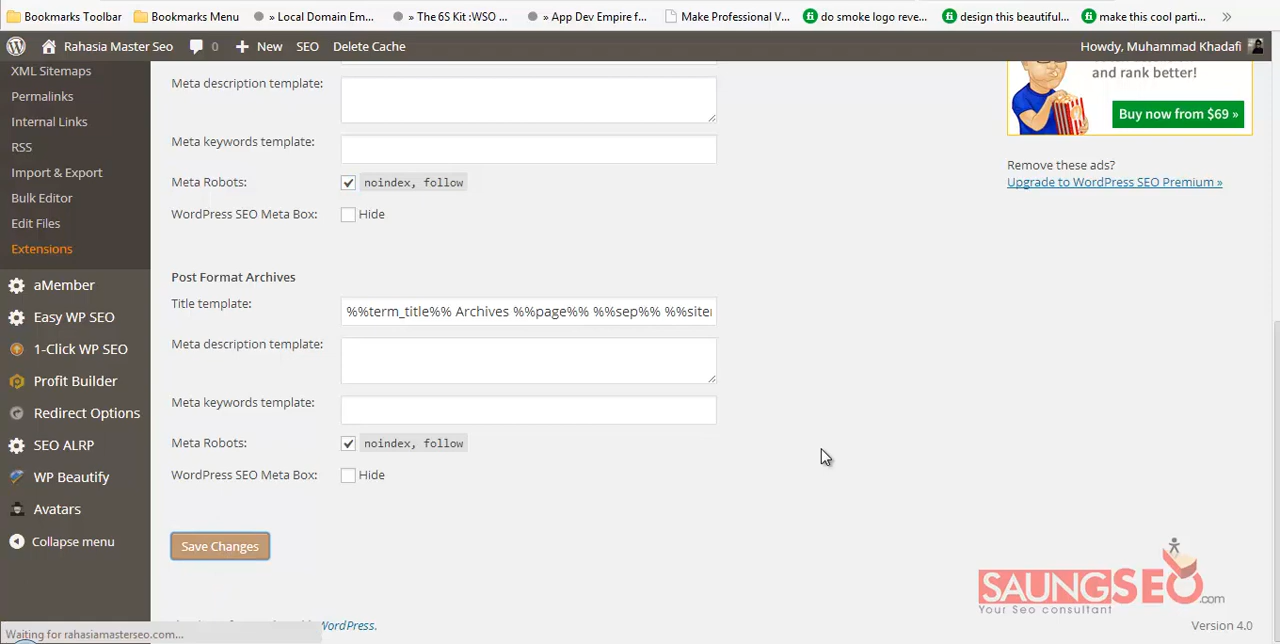 Bookmarks Toolbar Bookmarks Menu » Local Domain Em... » The 6S Kit :WSO ... » App Dev Empire f... Make Professional V... do smoke logo reve... design this beautiful... make this cool parti... »
Rahasia Master Seo 0 New SEO Delete Cache Howdy, Muhammad Khadafi
XML Sitemaps
Permalinks
Internal Links
RSS
Import & Export
Bulk Editor
Edit Files
Extensions
aMember
Easy WP SEO
1-Click WP SEO
Profit Builder
Redirect Options
SEO ALRP
WP Beautify
Avatars
Collapse menu
Meta description template:
Meta keywords template:
Meta Robots: noindex, follow
WordPress SEO Meta Box: Hide
Post Format Archives
Title template: %%term_title%% Archives %%page%% %%sep%% %%siter
Meta description template:
Meta keywords template:
Meta Robots: noindex, follow
WordPress SEO Meta Box: Hide
Save Changes
and rank better!
Buy now from $69 »
Remove these ads?
Upgrade to WordPress SEO Premium »
SAUNGSEO.com
Your Seo consultant
WordPress.
Version 4.0
Waiting for rahasiamasterseo.com...